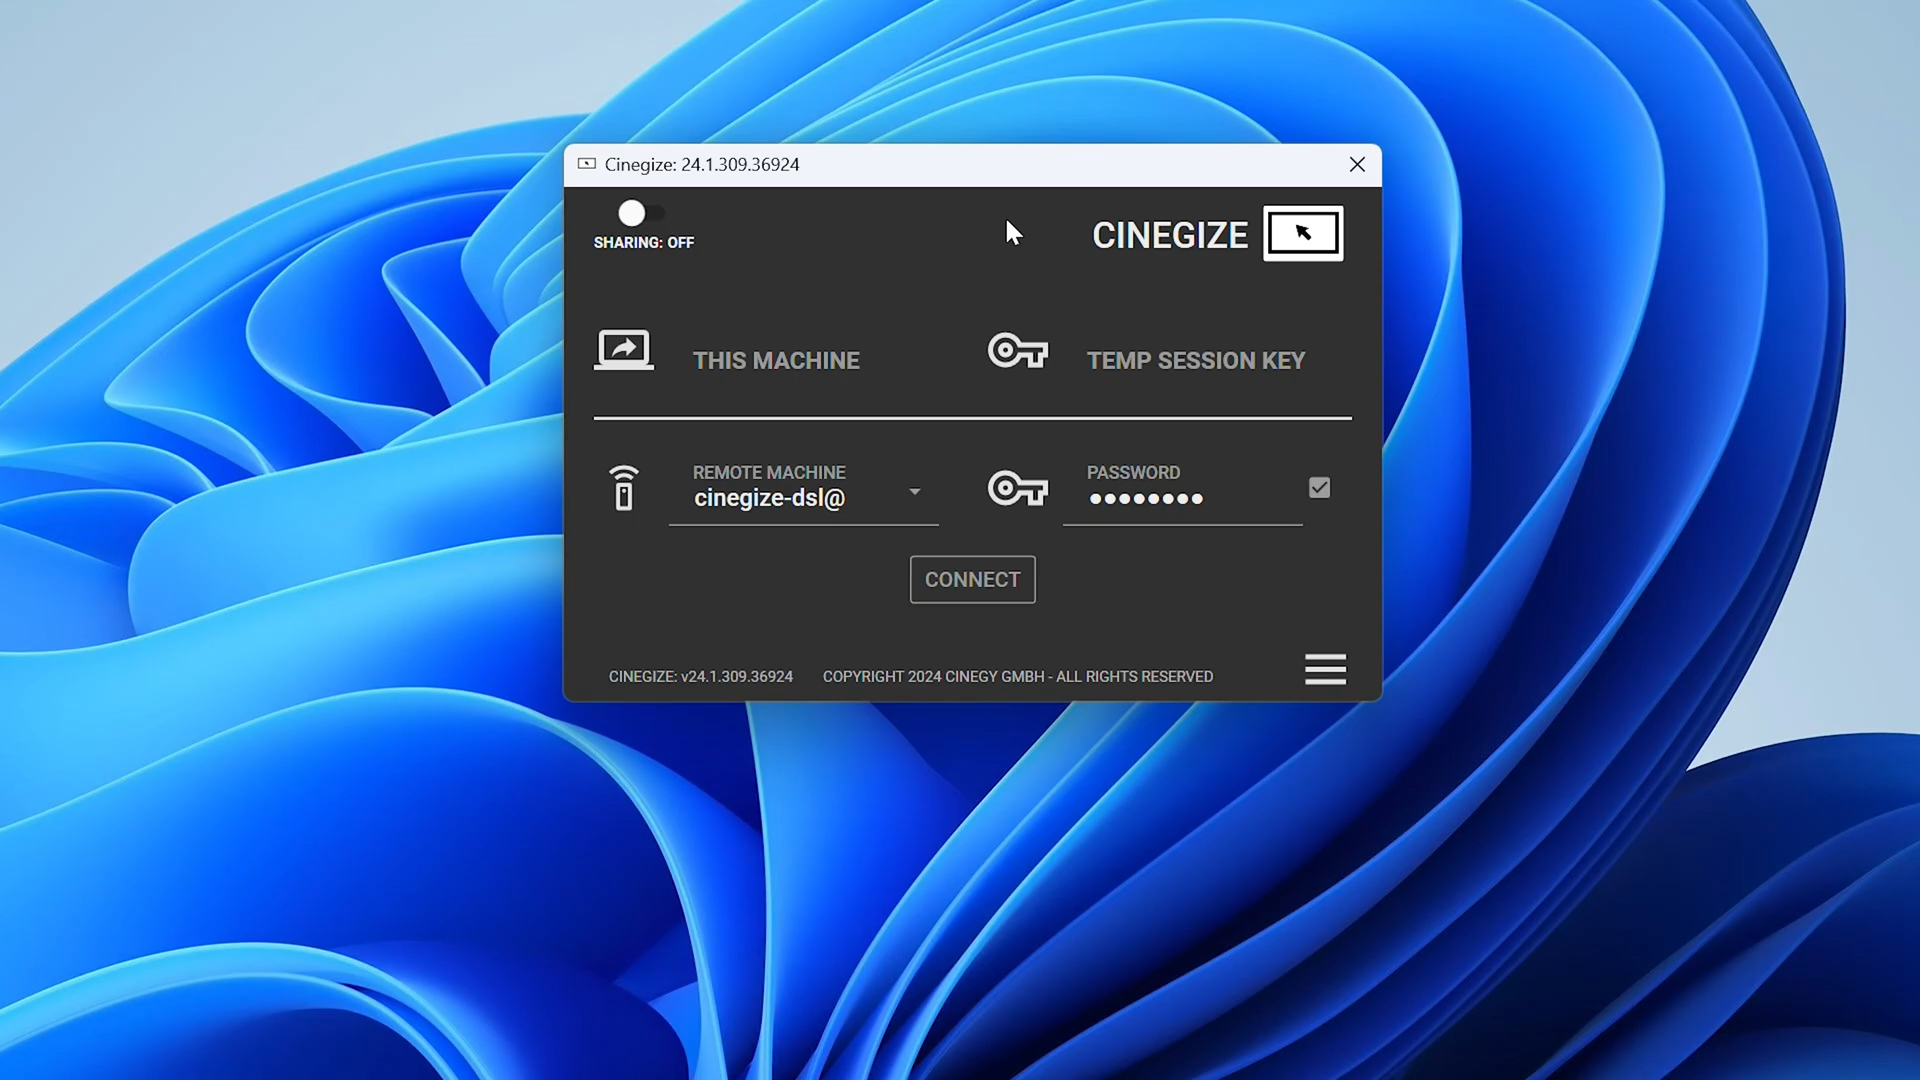 Cinegize: 24.1.309.36924
SHARING: OFF
CINEGIZE
THIS MACHINE
TEMP SESSION KEY
REMOTE MACHINE
cinegize-dsl@
PASSWORD
••••••••
CONNECT
CINEGIZE: v24.1.309.36924
COPYRIGHT 2024 CINEGY GMBH - ALL RIGHTS RESERVED